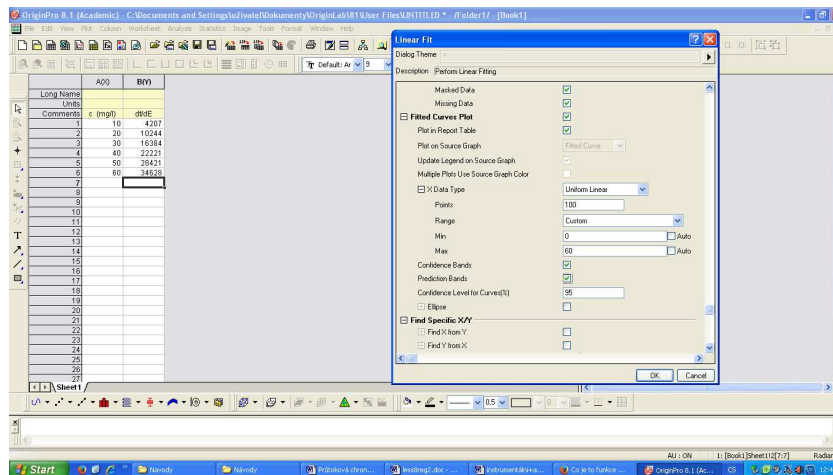 OriginPro 8.1 (Academic) - C:\Documents and Settings\uživatel\Dokumenty\OriginLab\81\User Files\UNTITLED * - /Folder1/ - [Book1]
File Edit View Plot Column Worksheet Analysis Statistics Image Tools Format Window Help
Default: Ar 9
A(X) B(Y)
Long Name
Units
Comments c (mg/l) dt/dE
1 10 4207
2 20 10244
3 30 16384
4 40 22221
5 50 28421
6 60 34628
7
8
9
10
11
12
13
14
15
16
17
18
19
20
21
22
23
24
25
26
27
Sheet1
Linear Fit
Dialog Theme
Description Perform Linear Fitting
Masked Data
Missing Data
Fitted Curves Plot
Plot in Report Table
Plot on Source Graph Fitted Curve
Update Legend on Source Graph
Multiple Plots Use Source Graph Color
X Data Type Uniform Linear
Points 100
Range Custom
Min 0 Auto
Max 60 Auto
Confidence Bands
Prediction Bands
Confidence Level for Curves(%) 95
Ellipse
Find Specific X/Y
Find X from Y
Find Y from X
OK Cancel
0.5 0
AU : ON 1: [Book1]Sheet1!2[7:7] Radar
Start Navody Návody Průtoková chron... less8reg2.doc - ... instrumentální+a... Co je to funkce ... OriginPro 8.1 (Ac... CS